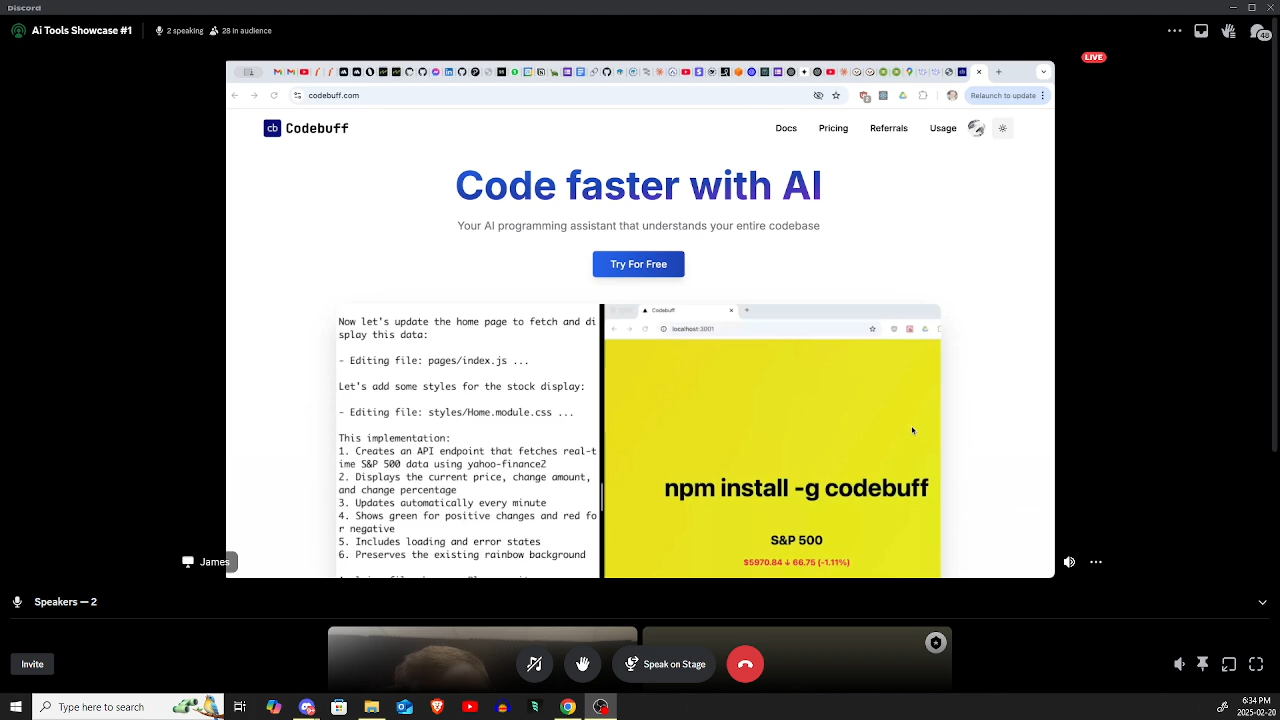 Discord
Ai Tools Showcase #1
2 speaking
28 in audience
48
LIVE
codebuff.com
Relaunch to update
cb
Codebuff
Docs
Pricing
Referrals
Usage
Code faster with AI
Your AI programming assistant that understands your entire codebase
Try For Free
Now let's update the home page to fetch and di
splay this data:
- Editing file: pages/index.js ...
Let's add some styles for the stock display:
- Editing file: styles/Home.module.css ...
This implementation:
1. Creates an API endpoint that fetches real-t
ime S&P 500 data using yahoo-finance2
2. Displays the current price, change amount,
and change percentage
3. Updates automatically every minute
4. Shows green for positive changes and red fo
r negative
5. Includes loading and error states
6. Preserves the existing rainbow background
Codebuff
localhost:3001
npm install -g codebuff
S&P 500
$5970.84 ↓ 66.75 (-1.11%)
James
Speakers — 2
Invite
Speak on Stage
Type here to search
6:34 PM
2025-02-20